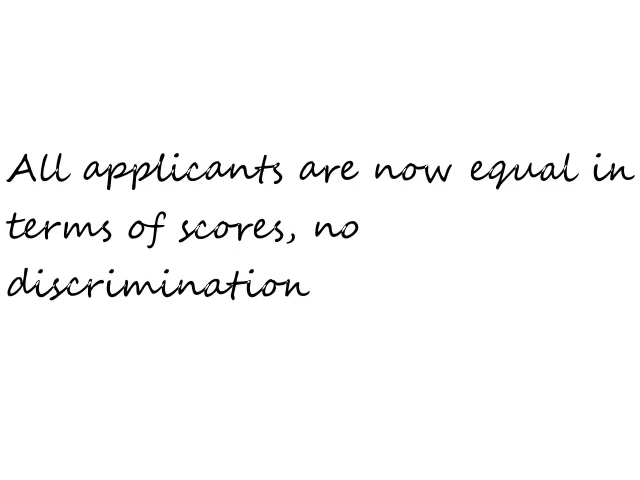 All applicants are now equal in
terms of scores, no
discrimination